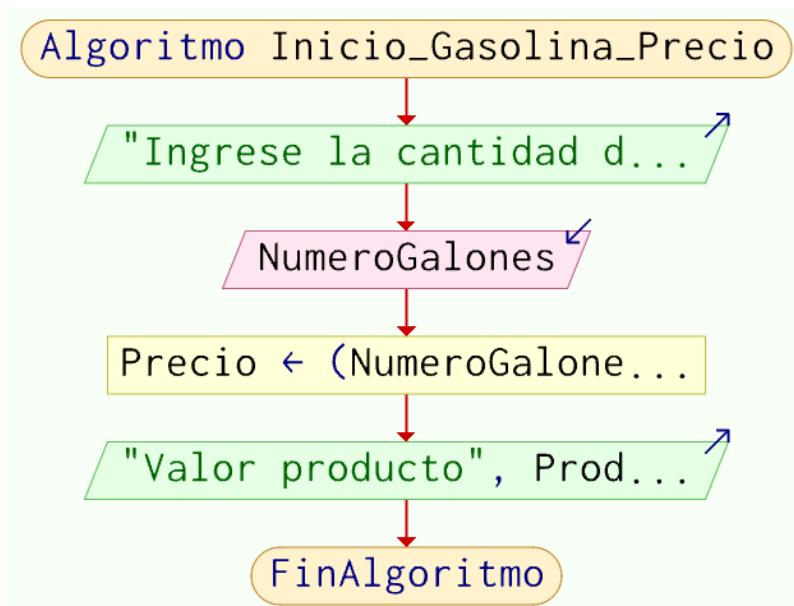 Algoritmo Inicio_Gasolina_Precio
"Ingrese la cantidad d...
NumeroGalones
Precio ← (NumeroGalone...
"Valor producto", Prod...
FinAlgoritmo